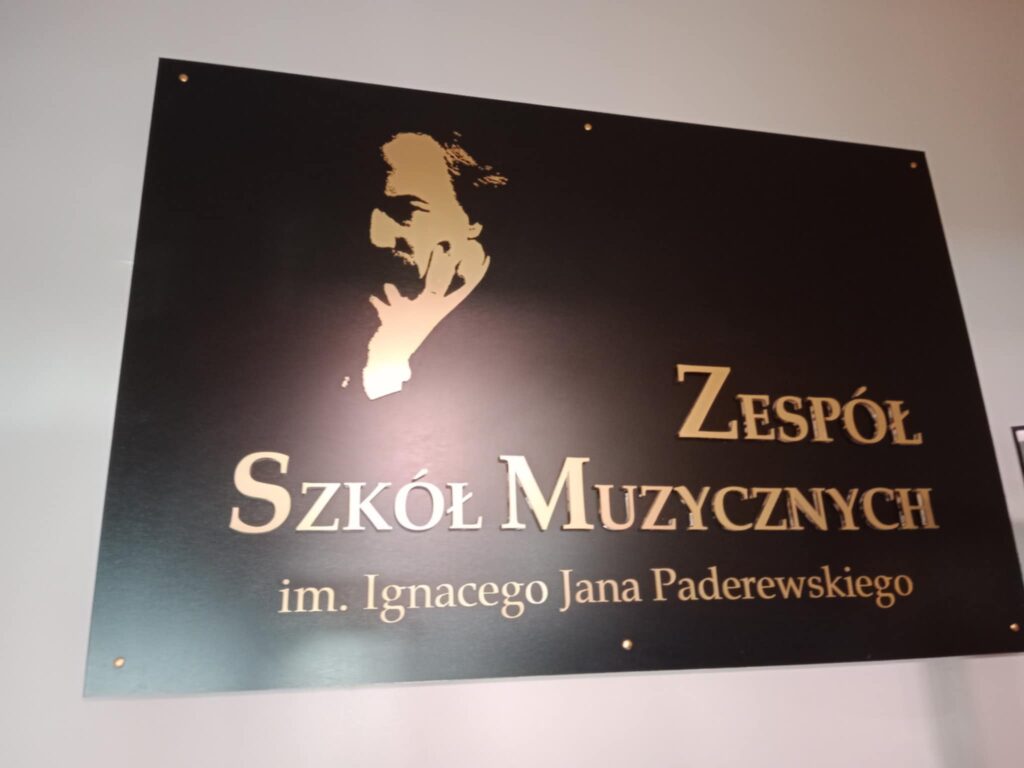 Zespół
Szkół Muzycznych
im. Ignacego Jana Paderewskiego